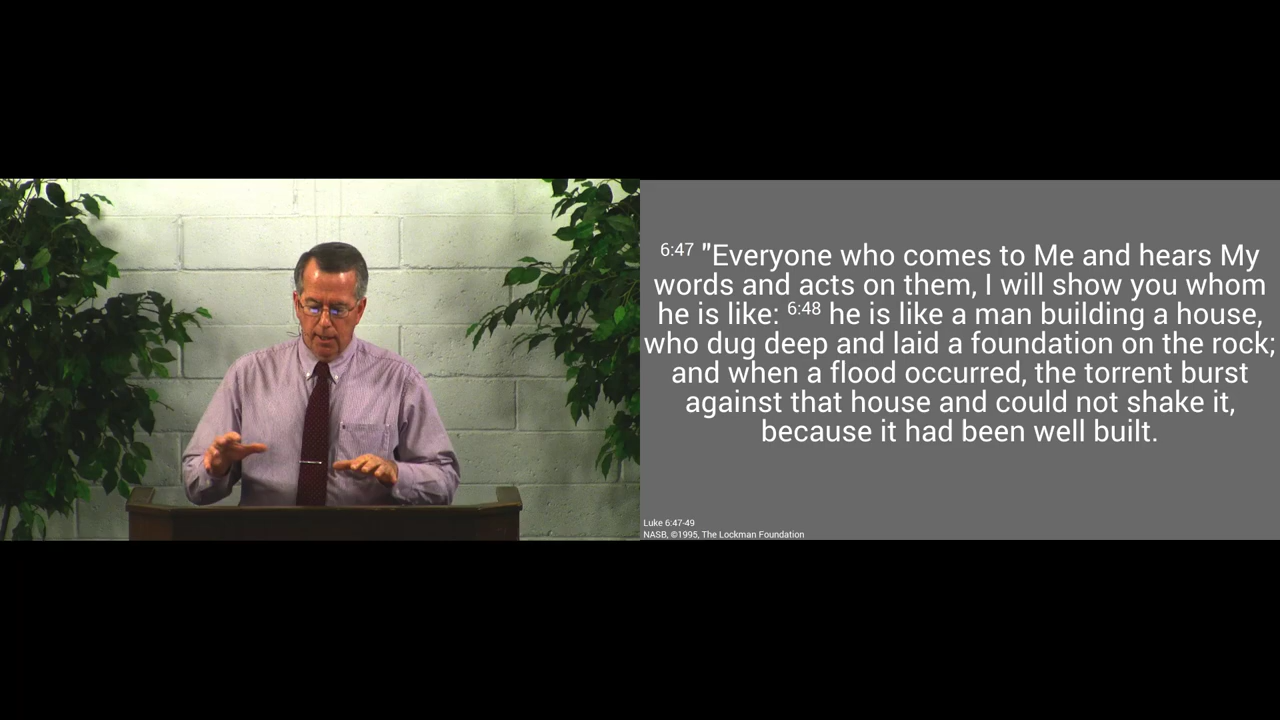 6:47 "Everyone who comes to Me and hears My
words and acts on them, I will show you whom
he is like: 6:48 he is like a man building a house,
who dug deep and laid a foundation on the rock;
and when a flood occurred, the torrent burst
against that house and could not shake it,
because it had been well built.
Luke 6:47-49
NASB, ©1995, The Lockman Foundation